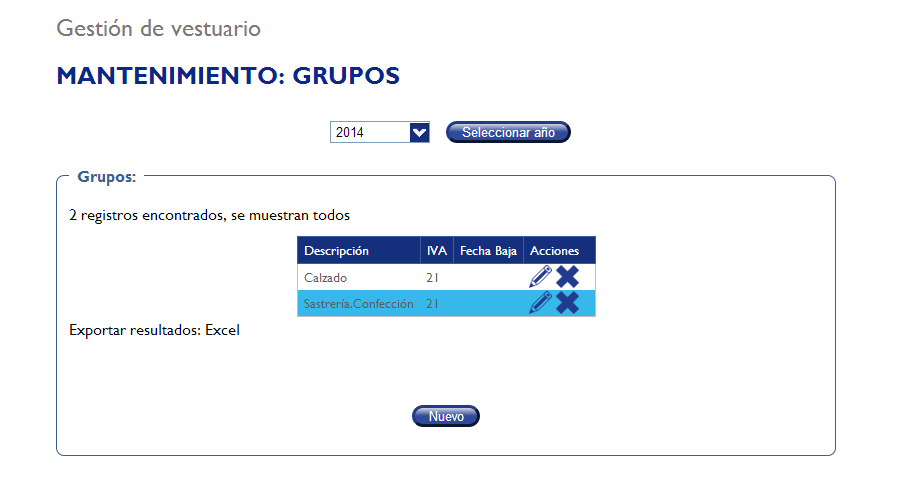 Gestión de vestuario
MANTENIMIENTO: GRUPOS
2014 Seleccionar año
Grupos:
2 registros encontrados, se muestran todos
Descripción IVA Fecha Baja Acciones
Calzado 21
Sastrería.Confección 21
Exportar resultados: Excel
Nuevo